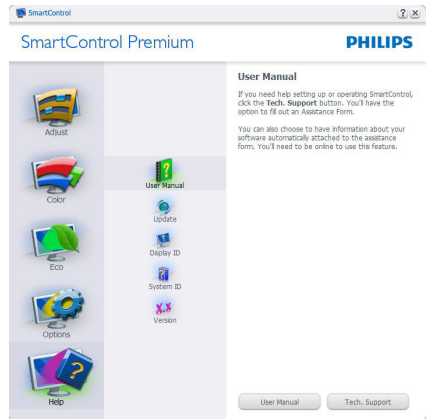 SmartControl
? x
SmartControl Premium
PHILIPS
Adjust
Color
Eco
Options
Help
User Manual
Update
Display ID
System ID
X.X
Version
User Manual
If you need help setting up or operating SmartControl,
click the Tech. Support button. You'll have the
option to fill out an Assistance Form.
You can also choose to have information about your
software automatically attached to the assistance
form. You'll need to be online to use this feature.
User Manual
Tech. Support